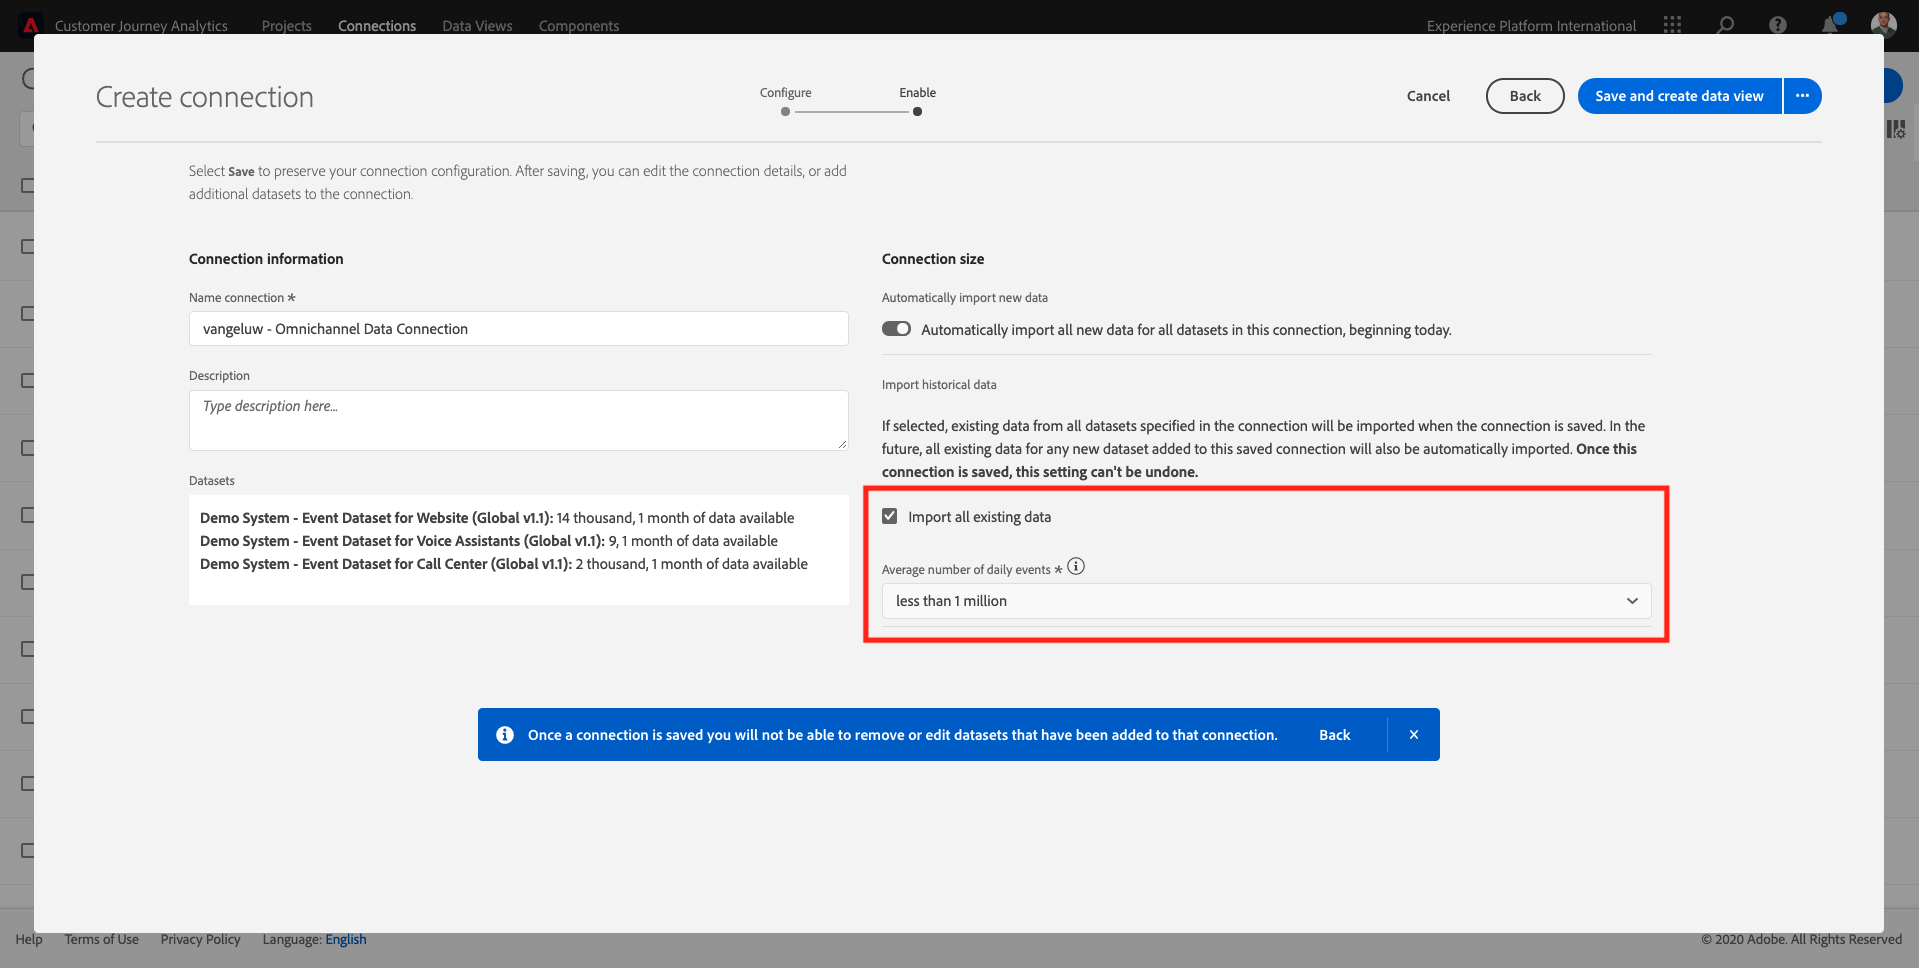 Customer Journey Analytics Projects Connections Data Views Components Experience Platform International
Create connection
Configure Enable
Cancel Back Save and create data view
Select Save to preserve your connection configuration. After saving, you can edit the connection details, or add
additional datasets to the connection.
Connection information
Name connection *
vangeluw - Omnichannel Data Connection
Description
Type description here...
Datasets
Demo System - Event Dataset for Website (Global v1.1): 14 thousand, 1 month of data available
Demo System - Event Dataset for Voice Assistants (Global v1.1): 9, 1 month of data available
Demo System - Event Dataset for Call Center (Global v1.1): 2 thousand, 1 month of data available
Connection size
Automatically import new data
Automatically import all new data for all datasets in this connection, beginning today.
Import historical data
If selected, existing data from all datasets specified in the connection will be imported when the connection is saved. In the
future, all existing data for any new dataset added to this saved connection will also be automatically imported. Once this
connection is saved, this setting can't be undone.
Import all existing data
Average number of daily events *
less than 1 million
Once a connection is saved you will not be able to remove or edit datasets that have been added to that connection. Back
Help Terms of Use Privacy Policy Language: English © 2020 Adobe. All Rights Reserved